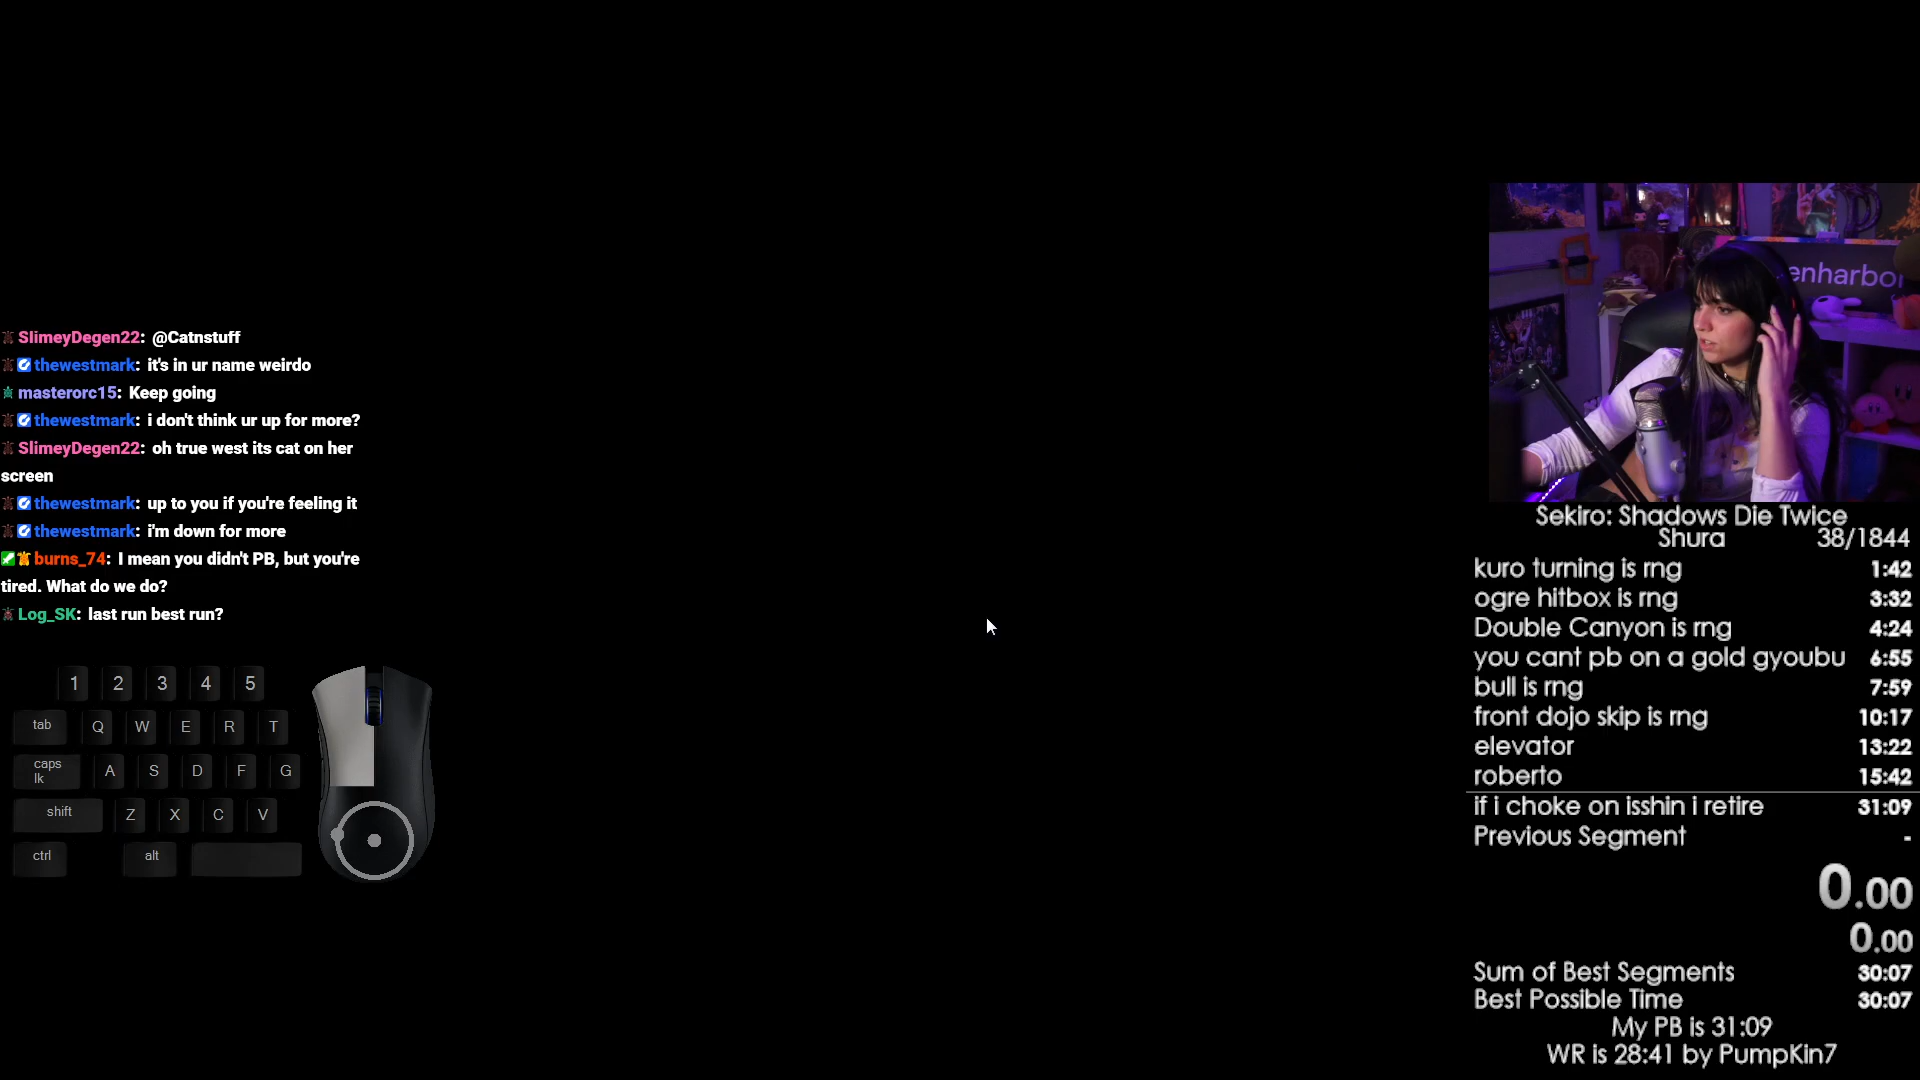 SlimeyDegen22: @Catnstuff
thewestmark: it's in ur name weirdo
masterorc15: Keep going
thewestmark: i don't think ur up for more?
SlimeyDegen22: oh true west its cat on her
screen
thewestmark: up to you if you're feeling it
thewestmark: i'm down for more
burns_74: I mean you didn't PB, but you're
tired. What do we do?
Log_SK: last run best run?
1 2 3 4 5
tab Q W E R T
caps
lk A S D F G
shift Z X C V
ctrl alt
enharbor
Sekiro: Shadows Die Twice
Shura 38/1844
kuro turning is rng 1:42
ogre hitbox is rng 3:32
Double Canyon is rng 4:24
you cant pb on a gold gyoubu 6:55
bull is rng 7:59
front dojo skip is rng 10:17
elevator 13:22
roberto 15:42
if i choke on isshin i retire 31:09
Previous Segment -
0.00
0.00
Sum of Best Segments 30:07
Best Possible Time 30:07
My PB is 31:09
WR is 28:41 by PumpKin7